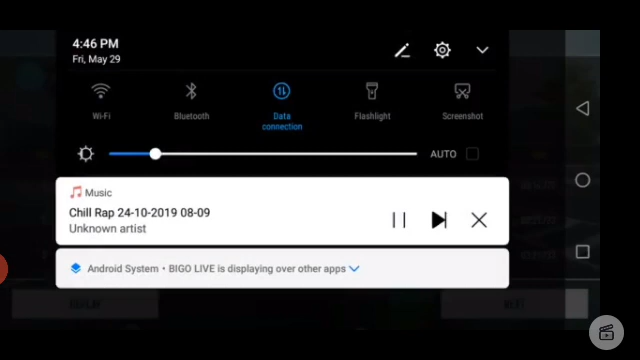 4:46 PM
Fri, May 29
Wi-Fi
Bluetooth
Data
connection
Flashlight
Screenshot
AUTO
Music
Chill Rap 24-10-2019 08-09
Unknown artist
Android System • BIGO LIVE is displaying over other apps